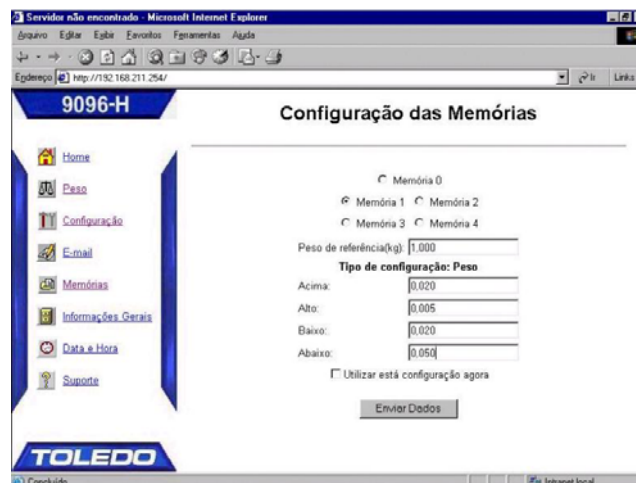 Servidor não encontrado - Microsoft Internet Explorer
Arquivo Editar Exibir Favoritos Ferramentas Ajuda
Endereço http://192.168.211.254/ Ir Links
9096-H
Home
Peso
Configuração
E-mail
Memórias
Informações Gerais
Data e Hora
Suporte
TOLEDO
Configuração das Memórias
Memória 0
Memória 1 Memória 2
Memória 3 Memória 4
Peso de referência(kg): 1,000
Tipo de configuração: Peso
Acima: 0,020
Alto: 0,005
Baixo: 0,020
Abaixo: 0,050
Utilizar está configuração agora
Enviar Dados
Concluído Intranet local